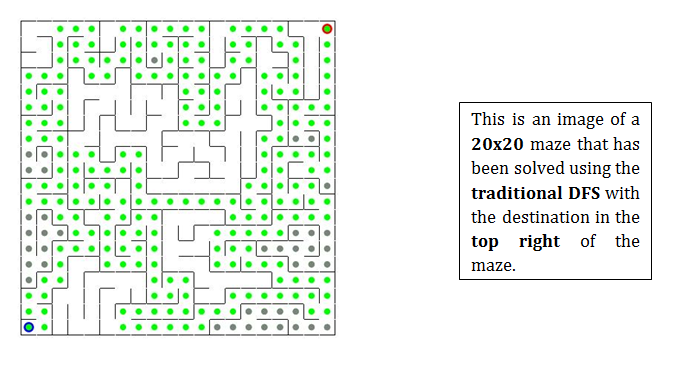 This is an image of a
20x20 maze that has
been solved using the
traditional DFS with
the destination in the
top right of the
maze.